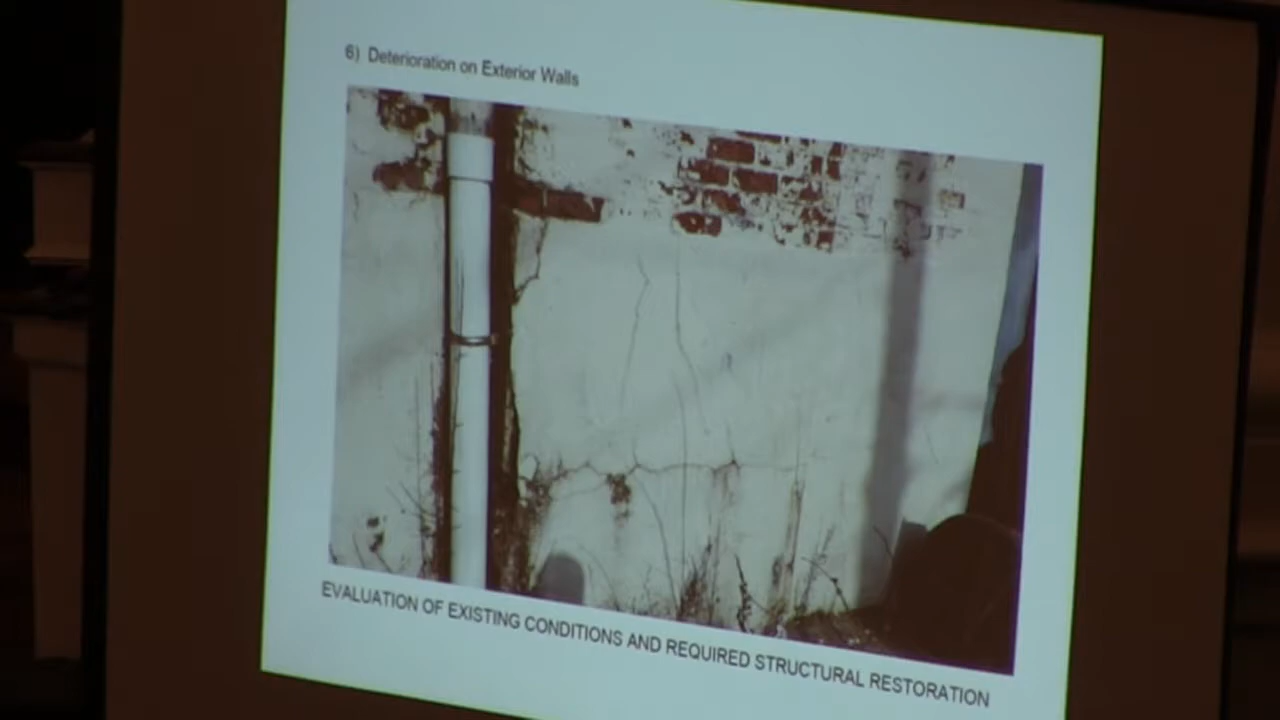 6) Deterioration on Exterior Walls
EVALUATION OF EXISTING CONDITIONS AND REQUIRED STRUCTURAL RESTORATION